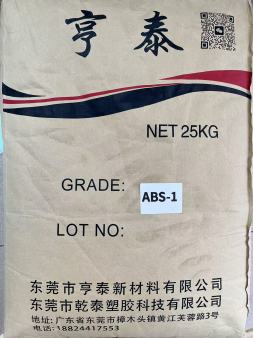 亨泰
NET 25KG
GRADE: ABS-1
LOT NO:
东莞市亨泰新材料有限公司
东莞市乾泰塑胶科技有限公司
地址: 广东省东莞市樟木头镇黄江芙蓉路3号
电话: 18824417553